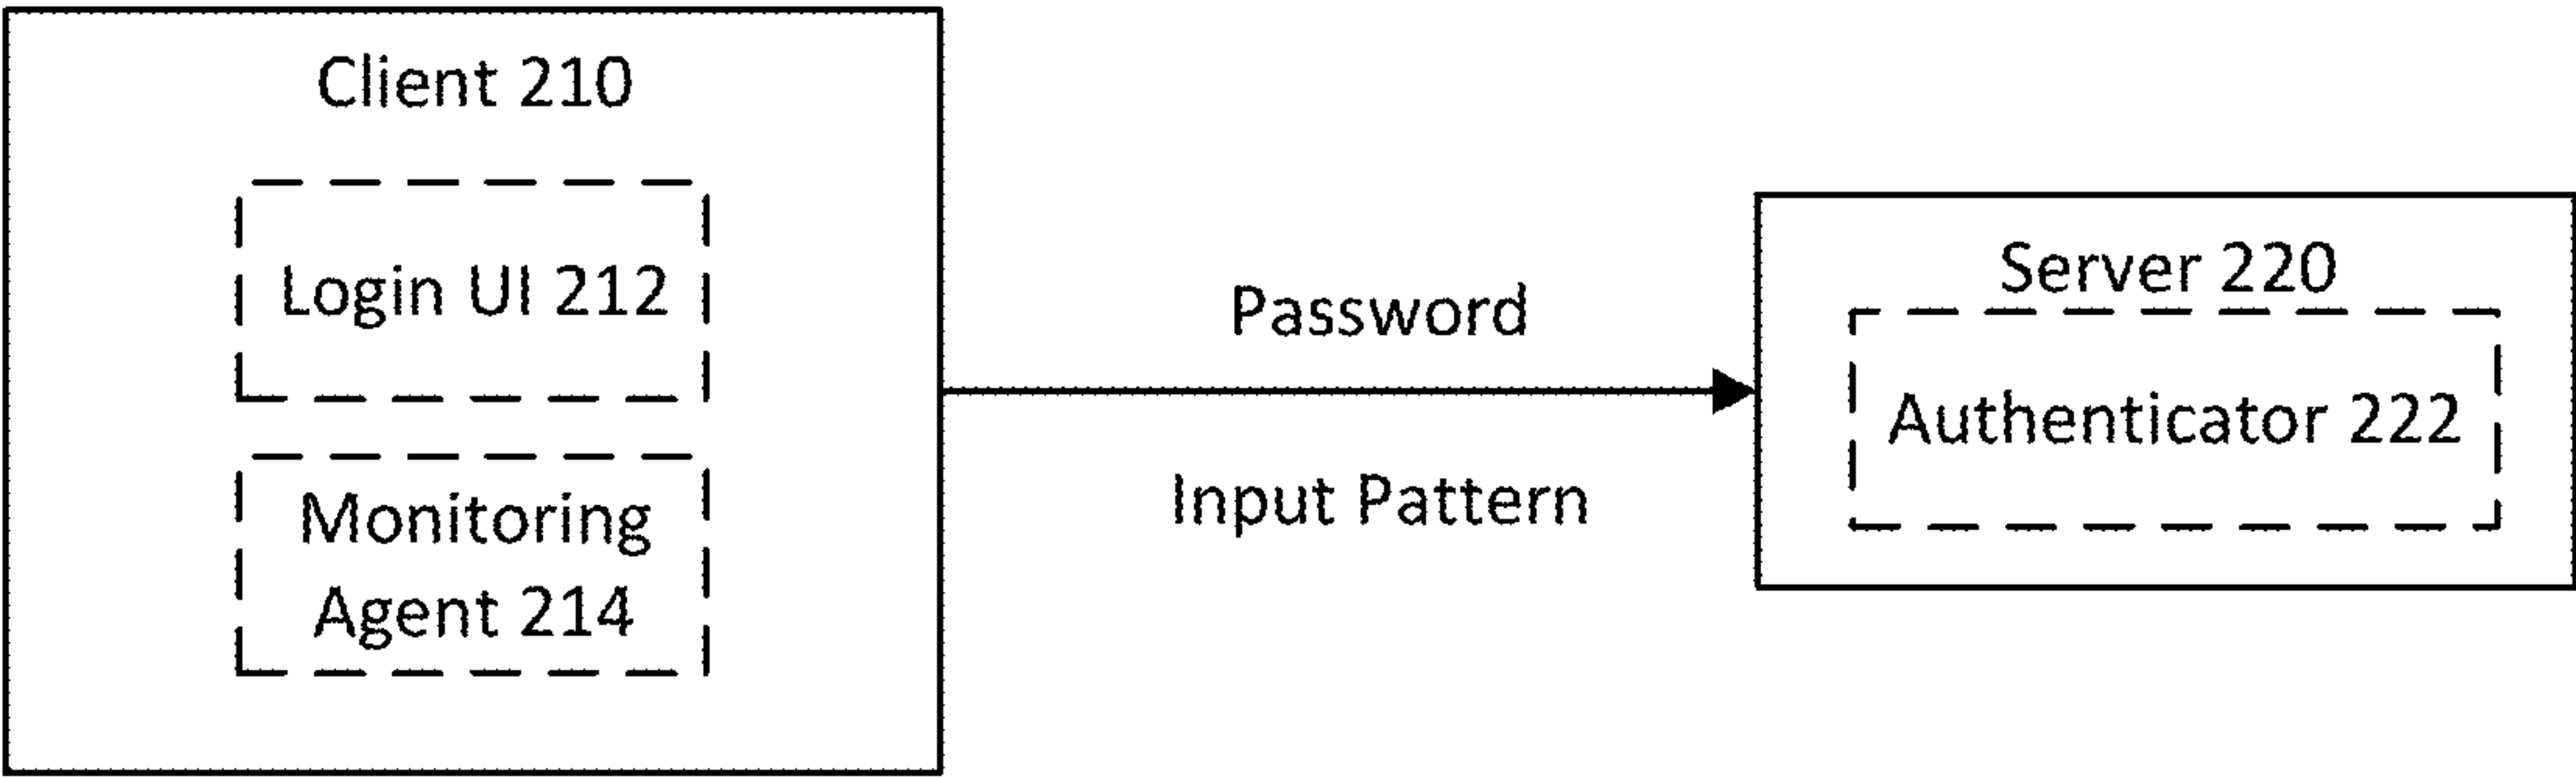 Client 210
Login UI 212
Monitoring
Agent 214
Password
Input Pattern
Server 220
Authenticator 222